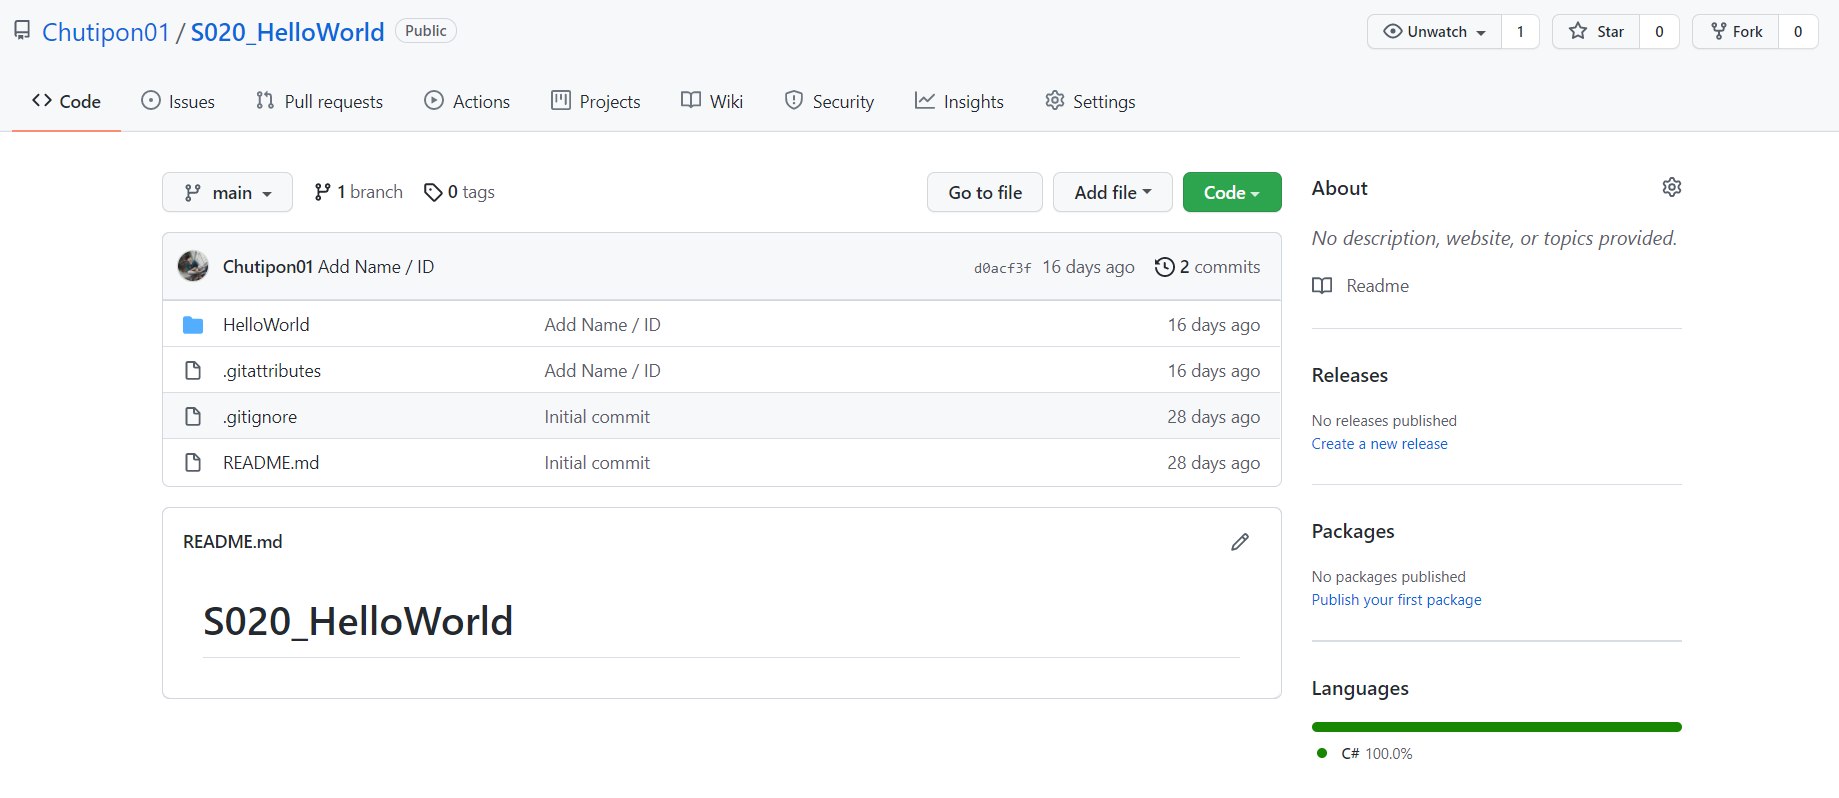 Chutipon01 / S020_HelloWorld Public Unwatch 1 Star 0 Fork 0
Code Issues Pull requests Actions Projects Wiki Security Insights Settings
main 1 branch 0 tags Go to file Add file Code
Chutipon01 Add Name / ID d0acf3f 16 days ago 2 commits
HelloWorld Add Name / ID 16 days ago
.gitattributes Add Name / ID 16 days ago
.gitignore Initial commit 28 days ago
README.md Initial commit 28 days ago
README.md
S020_HelloWorld
About
No description, website, or topics provided.
Readme
Releases
No releases published
Create a new release
Packages
No packages published
Publish your first package
Languages
C# 100.0%